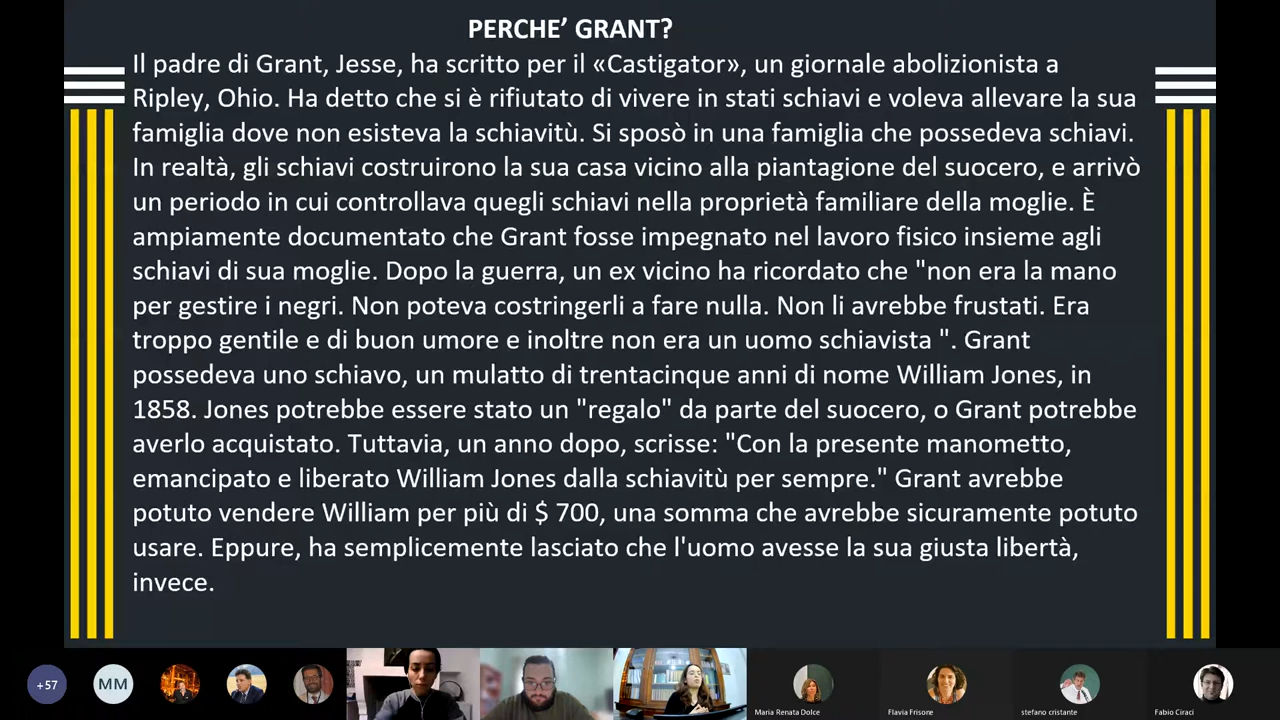 PERCHE’ GRANT?
Il padre di Grant, Jesse, ha scritto per il «Castigator», un giornale abolizionista a
Ripley, Ohio. Ha detto che si è rifiutato di vivere in stati schiavi e voleva allevare la sua
famiglia dove non esisteva la schiavitù. Si sposò in una famiglia che possedeva schiavi.
In realtà, gli schiavi costruirono la sua casa vicino alla piantagione del suocero, e arrivò
un periodo in cui controllava quegli schiavi nella proprietà familiare della moglie. È
ampiamente documentato che Grant fosse impegnato nel lavoro fisico insieme agli
schiavi di sua moglie. Dopo la guerra, un ex vicino ha ricordato che "non era la mano
per gestire i negri. Non poteva costringerli a fare nulla. Non li avrebbe frustati. Era
troppo gentile e di buon umore e inoltre non era un uomo schiavista ". Grant
possedeva uno schiavo, un mulatto di trentacinque anni di nome William Jones, in
1858. Jones potrebbe essere stato un "regalo" da parte del suocero, o Grant potrebbe
averlo acquistato. Tuttavia, un anno dopo, scrisse: "Con la presente manometto,
emancipato e liberato William Jones dalla schiavitù per sempre." Grant avrebbe
potuto vendere William per più di $ 700, una somma che avrebbe sicuramente potuto
usare. Eppure, ha semplicemente lasciato che l'uomo avesse la sua giusta libertà,
invece.
+57
MM
Maria Renata Dolce
Flavia Frisone
stefano cristante
Fabio Ciracì